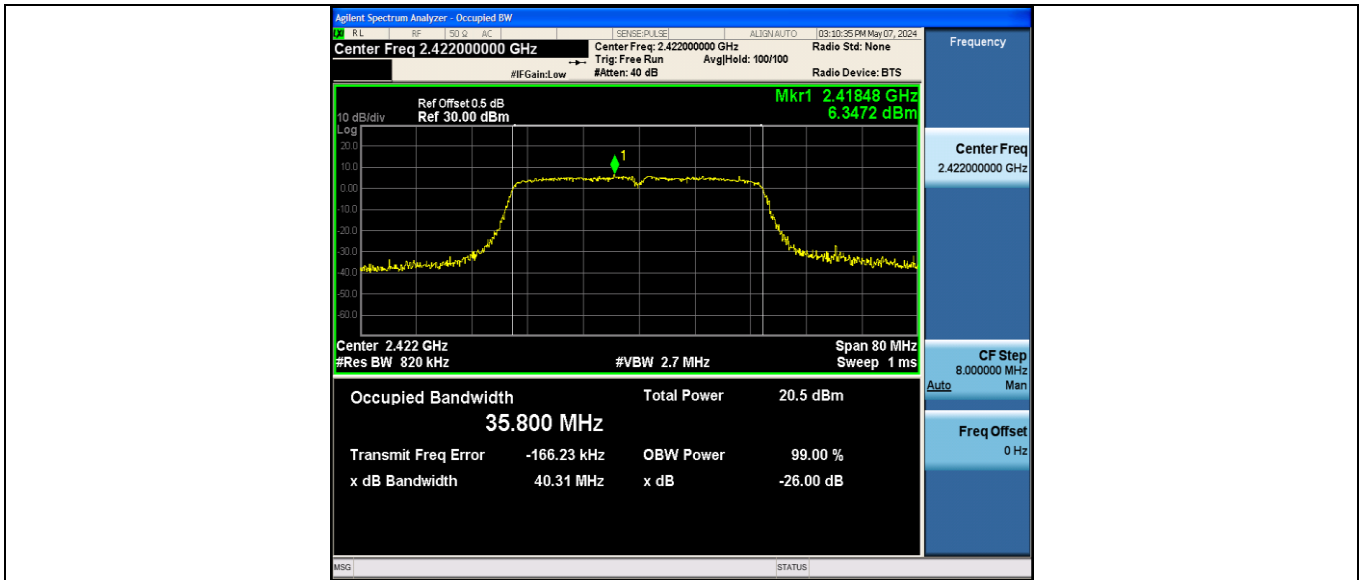 Agilent Spectrum Analyzer - Occupied BW
LXI RL RF 50 Ω AC SENSE:PULSE ALIGN AUTO 03:10:35 PM May 07, 2024
Center Freq 2.422000000 GHz
Center Freq: 2.422000000 GHz
Radio Std: None
Trig: Free Run Avg|Hold: 100/100
#IFGain:Low #Atten: 40 dB Radio Device: BTS
Frequency
Mkr1 2.41848 GHz
6.3472 dBm
Ref Offset 0.5 dB
10 dB/div Ref 30.00 dBm
Log
20.0
10.0
0.00
-10.0
-20.0
-30.0
-40.0
-50.0
-60.0
1
Center 2.422 GHz Span 80 MHz
#Res BW 820 kHz #VBW 2.7 MHz Sweep 1 ms
Occupied Bandwidth Total Power 20.5 dBm
35.800 MHz
Transmit Freq Error -166.23 kHz OBW Power 99.00 %
x dB Bandwidth 40.31 MHz x dB -26.00 dB
Center Freq
2.422000000 GHz
CF Step
8.000000 MHz
Auto Man
Freq Offset
0 Hz
MSG STATUS